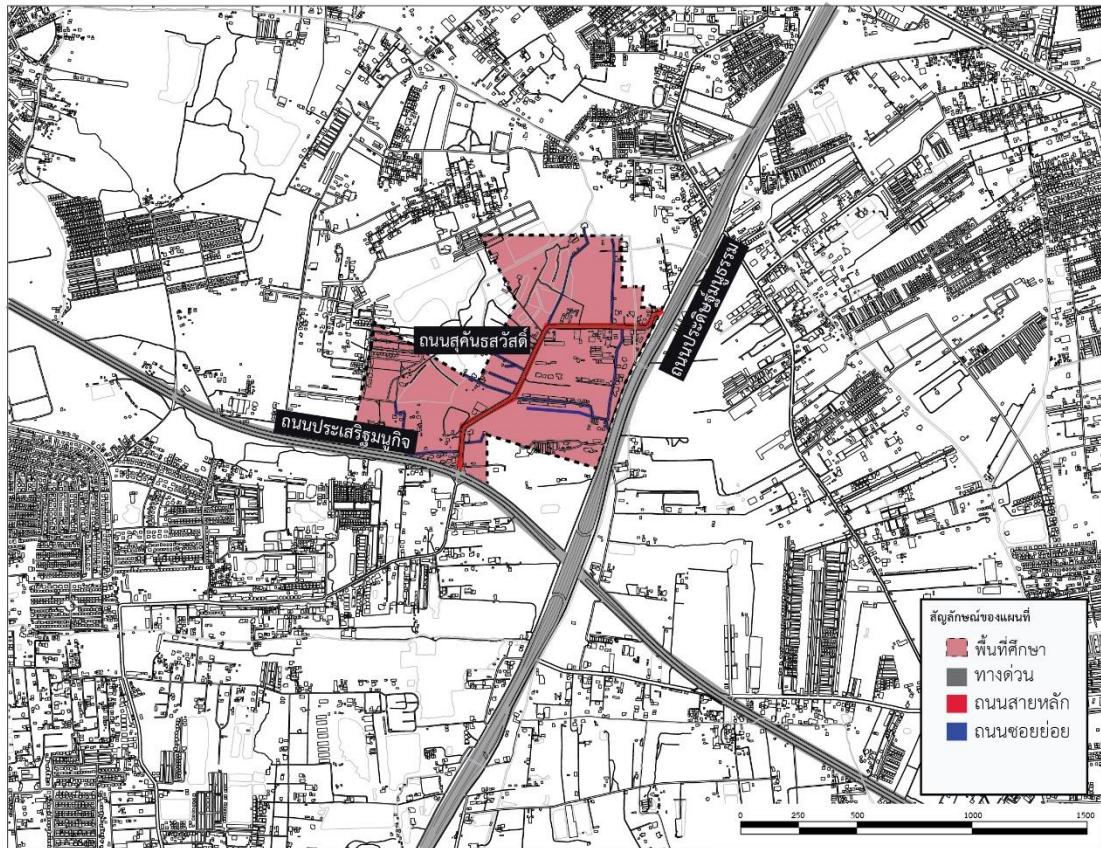 ถนนประดิษฐ์มนูธรรม
ถนนสุคันธสวัสดิ์
ถนนประเสริฐมนูกิจ
สัญลักษณ์ของแผนที่
พื้นที่ศึกษา
ทางด่วน
ถนนสายหลัก
ถนนซอยย่อย
0 250 500 1000 1500